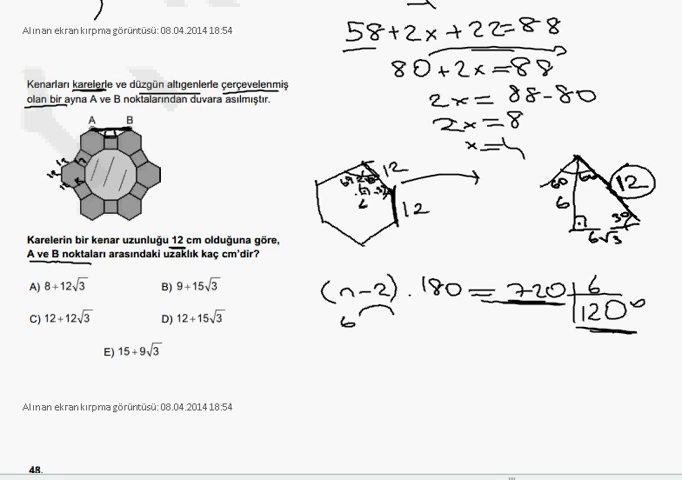 Alınan ekran kırpma görüntüsü: 08.04.2014 18:54
58+2x+22=88
80+2x=88
2x = 88-80
2x=8
x=4
Kenarları karelerle ve düzgün altıgenlerle çerçevelenmiş
olan bir ayna A ve B noktalarından duvara asılmıştır.
A B
12
12
12
12
6
60
6
12
30
6√3
Karelerin bir kenar uzunluğu 12 cm olduğuna göre,
A ve B noktaları arasındaki uzaklık kaç cm'dir?
A) 8+12√3 B) 9+15√3
C) 12+12√3 D) 12+15√3
E) 15+9√3
(n-2).180=720 6
6 120°
Alınan ekran kırpma görüntüsü: 08.04.2014 18:54
48.